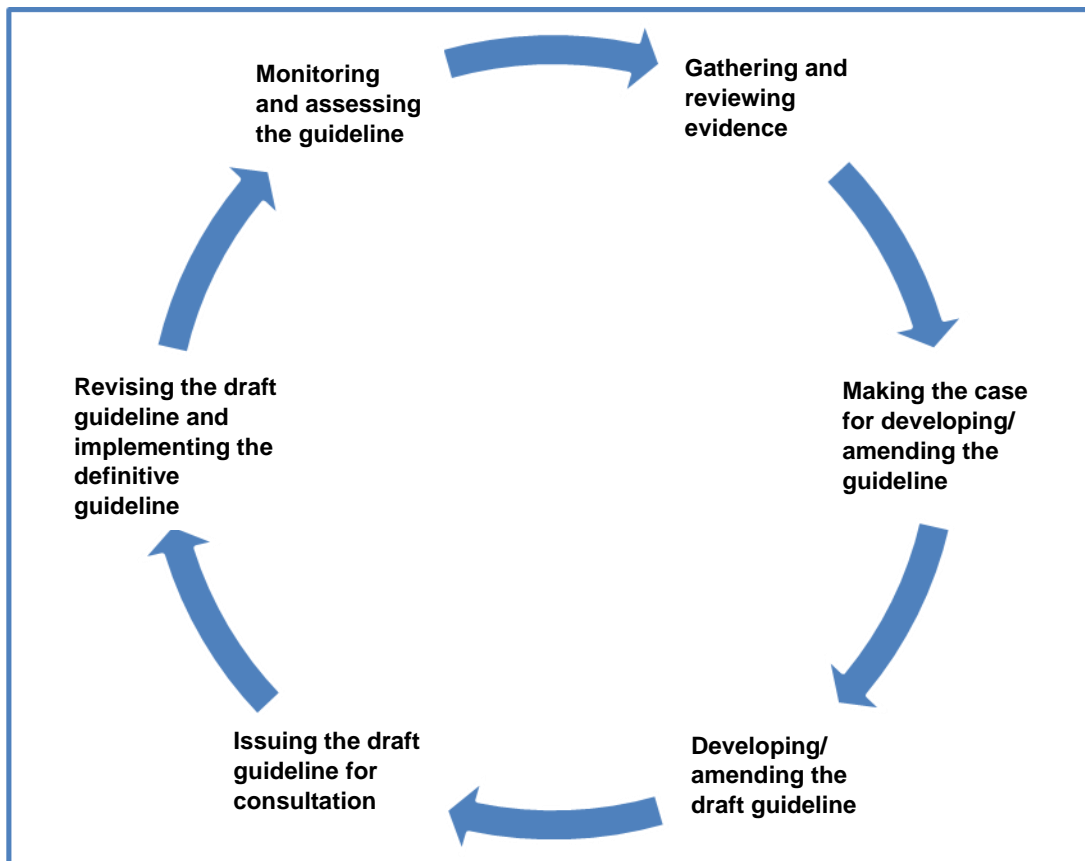 Monitoring
and assessing
the guideline
Gathering and
reviewing
evidence
Making the case
for developing/
amending the
guideline
Developing/
amending the
draft guideline
Issuing the draft
guideline for
consultation
Revising the draft
guideline and
implementing the
definitive
guideline